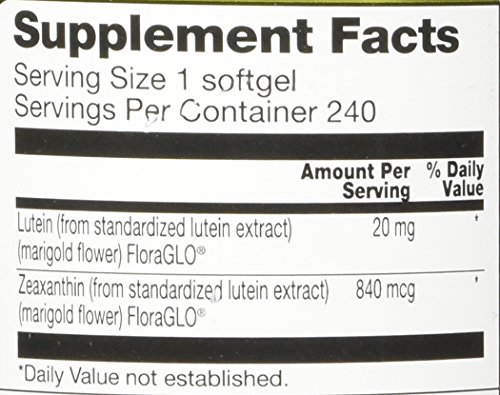 Supplement Facts
Serving Size 1 softgel
Servings Per Container 240
Amount Per % Daily
Serving Value
Lutein (from standardized lutein extract) 20 mg *
(marigold flower) FloraGLO®
Zeaxanthin (from standardized lutein extract) 840 mcg *
(marigold flower) FloraGLO®
*Daily Value not established.